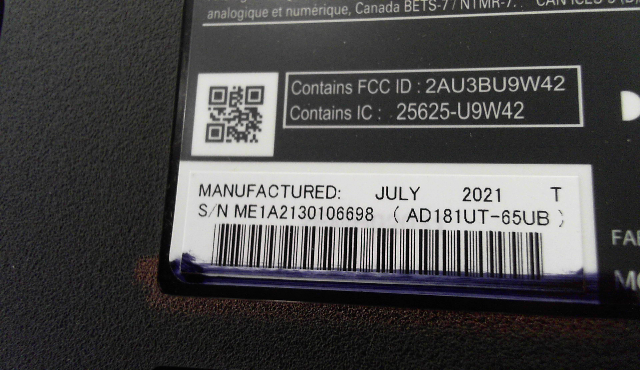 analogique et numérique, Canada BETS-7 / NTMR-7.
Contains FCC ID : 2AU3BU9W42
Contains IC : 25625-U9W42
MANUFACTURED: JULY 2021 T
S/N ME1A2130106698 ( AD181UT-65UB )